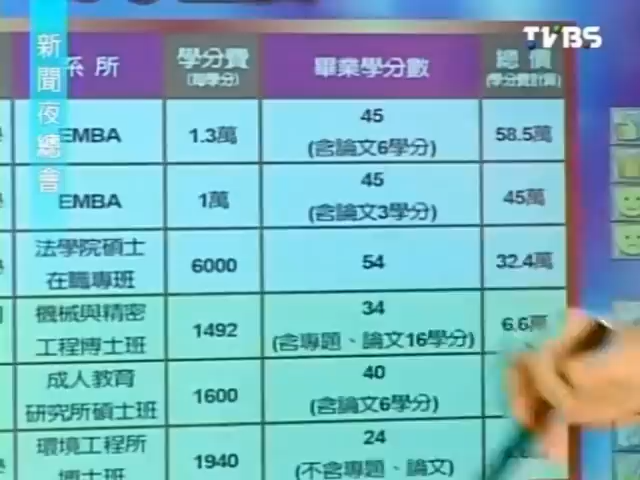 TVBS
新聞夜總會
系所 學分費 畢業學分數 總價
(每學分) (學分費計算)
EMBA 1.3萬 45 58.5萬
(含論文6學分)
EMBA 1萬 45 45萬
(含論文3學分)
法學院碩士 6000 54 32.4萬
在職專班
機械與精密 1492 34 6.6萬
工程博士班 (含專題、論文16學分)
成人教育 1600 40
研究所碩士班 (含論文6學分)
環境工程所 1940 24
博士班 (不含專題、論文)